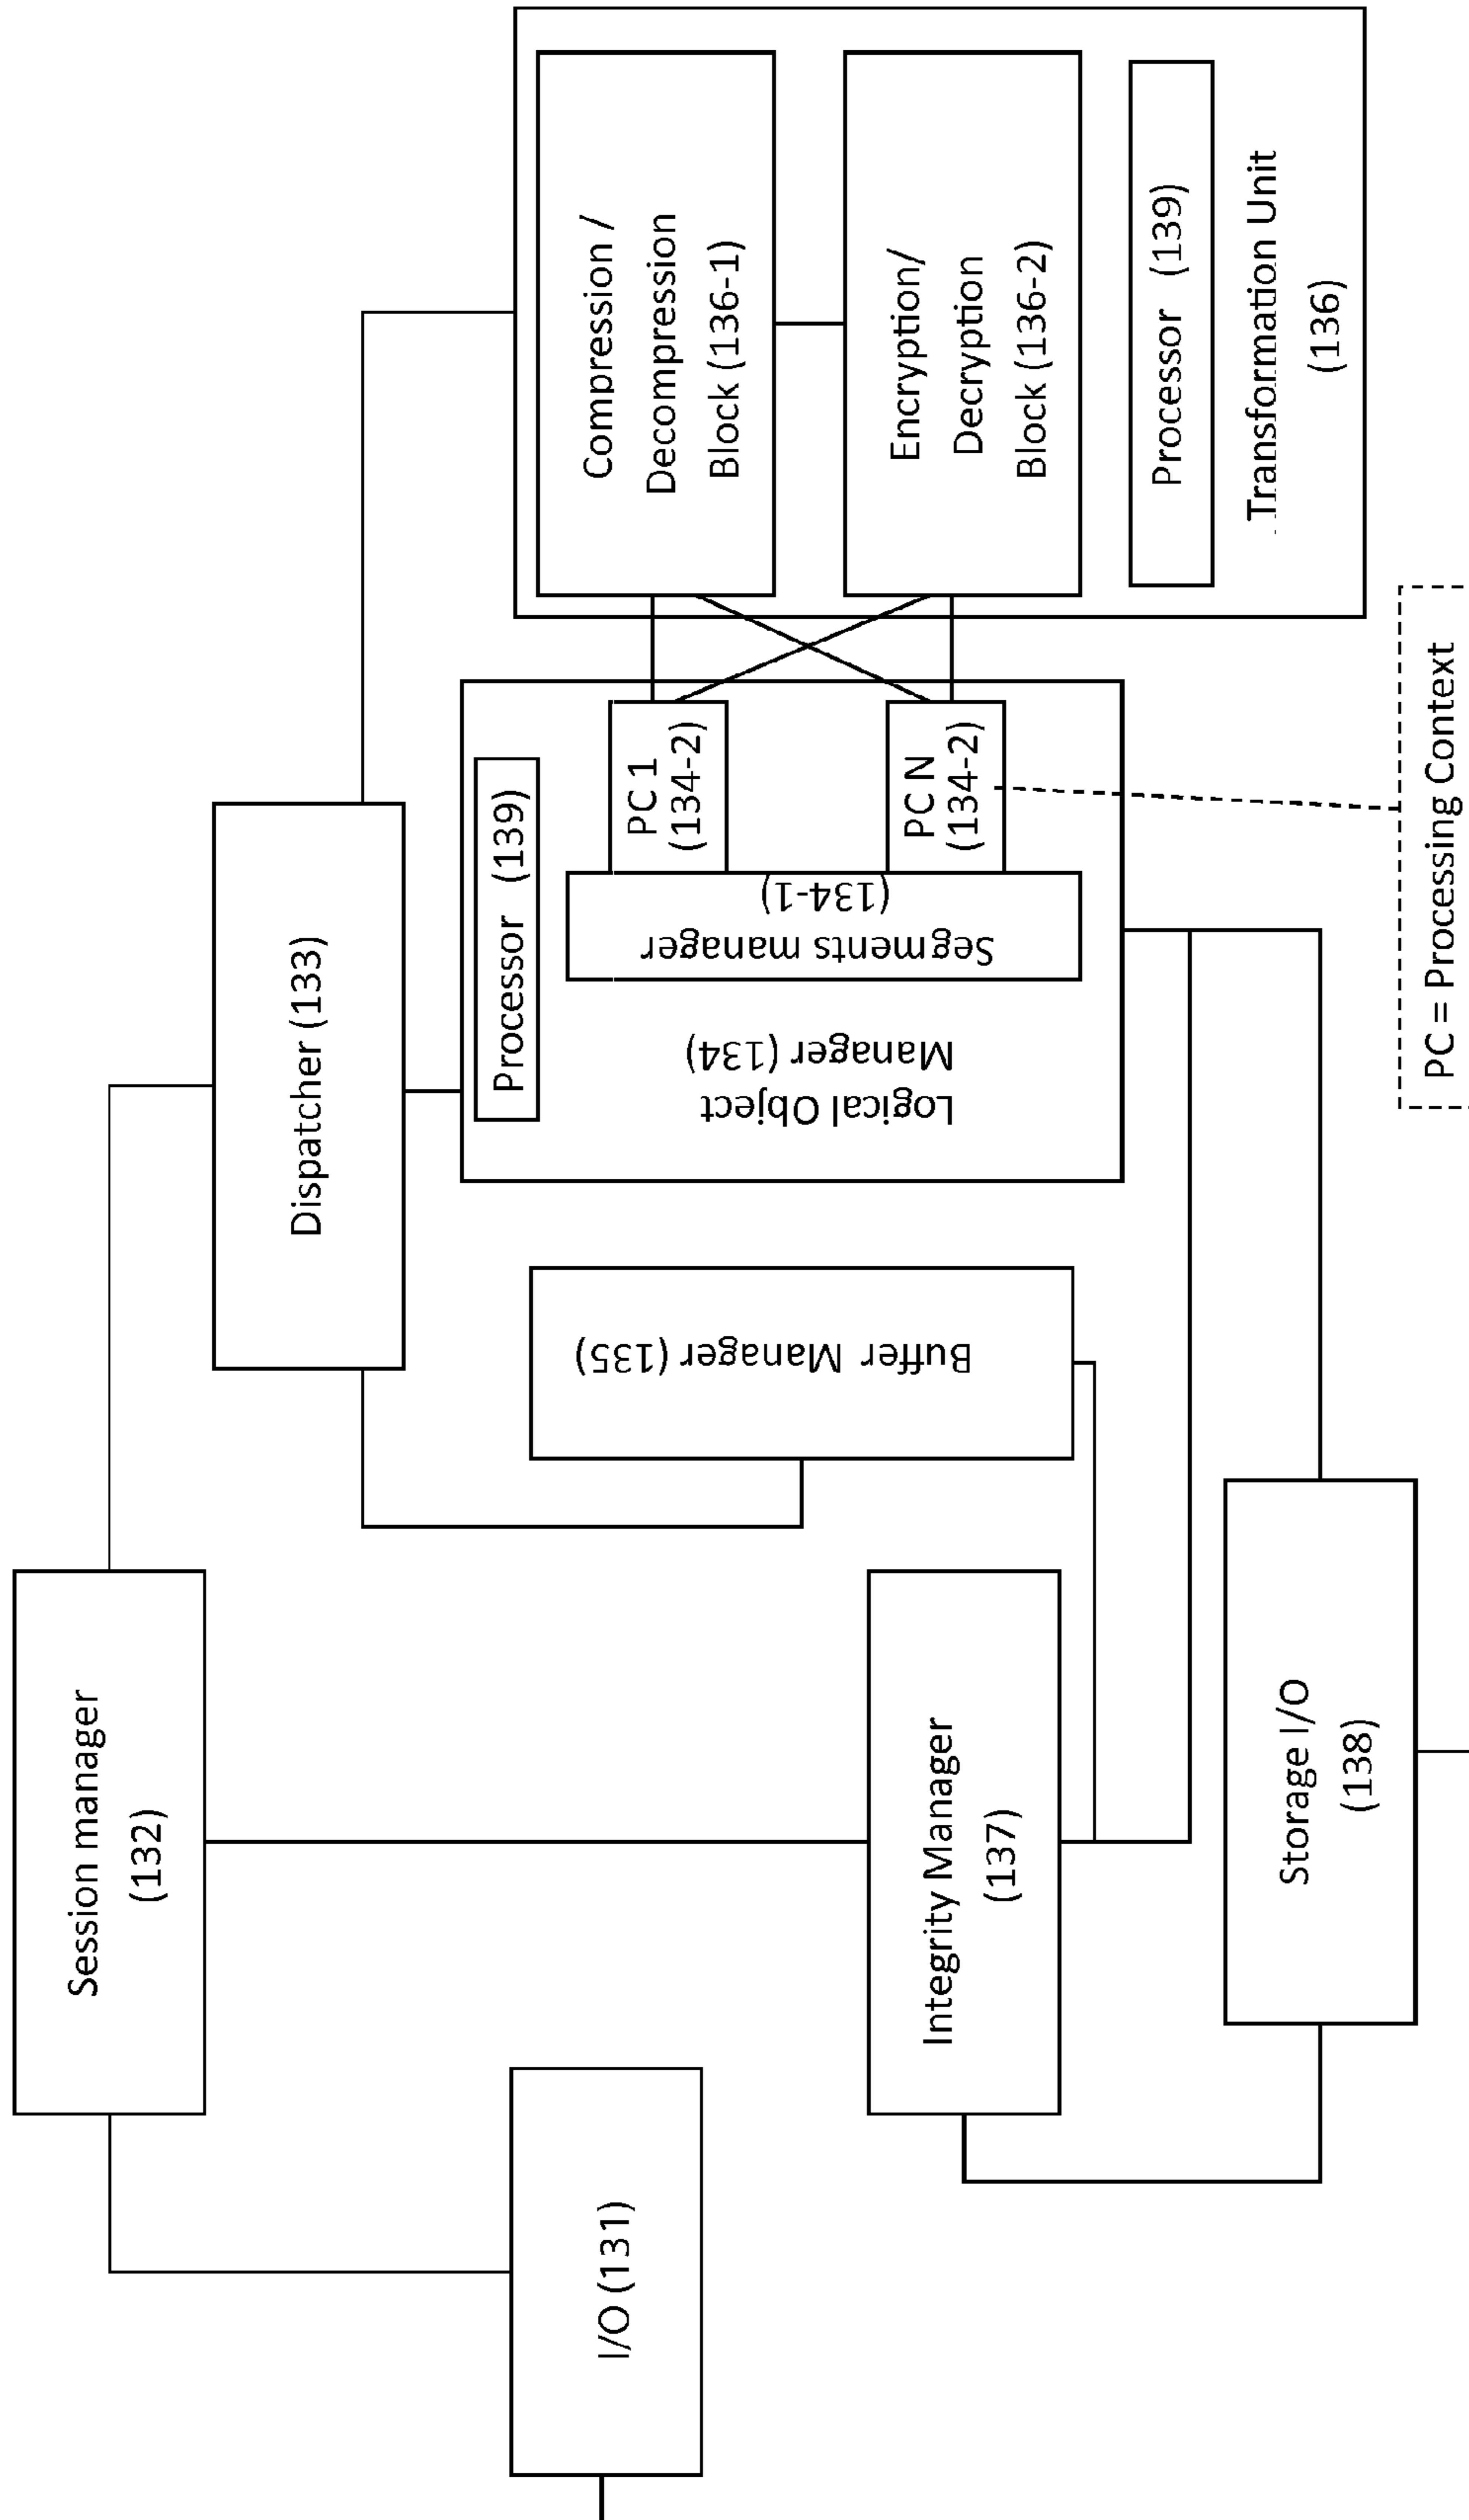 Session manager
(132)
Dispatcher (133)
I/O (131)
Buffer Manager (135)
Processor (139)
Logical Object
Manager (134)
Segments manager
(134-1)
PC 1
(134-2)
PC N
(134-2)
Compression /
Decompression
Block (136-1)
Encryption/
Decryption
Block (136-2)
Processor (139)
Transformation Unit
(136)
Integrity Manager
(137)
Storage I/O
(138)
PC = Processing Context